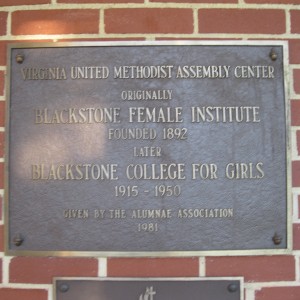 VIRGINIA UNITED METHODIST ASSEMBLY CENTER
ORIGINALLY
BLACKSTONE FEMALE INSTITUTE
FOUNDED 1892
LATER
BLACKSTONE COLLEGE FOR GIRLS
1915 - 1950
GIVEN BY THE ALUMNAE ASSOCIATION
1981